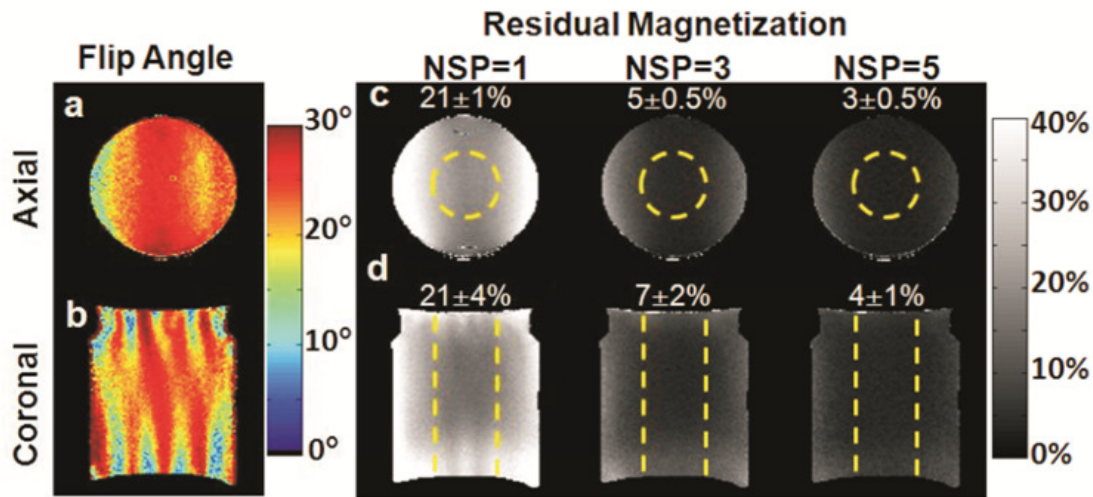 Residual Magnetization
Flip Angle
NSP=1 NSP=3 NSP=5
a
30°
20°
10°
0°
c
21±1% 5±0.5% 3±0.5%
40%
30%
20%
10%
0%
Axial
b
d
21±4% 7±2% 4±1%
Coronal